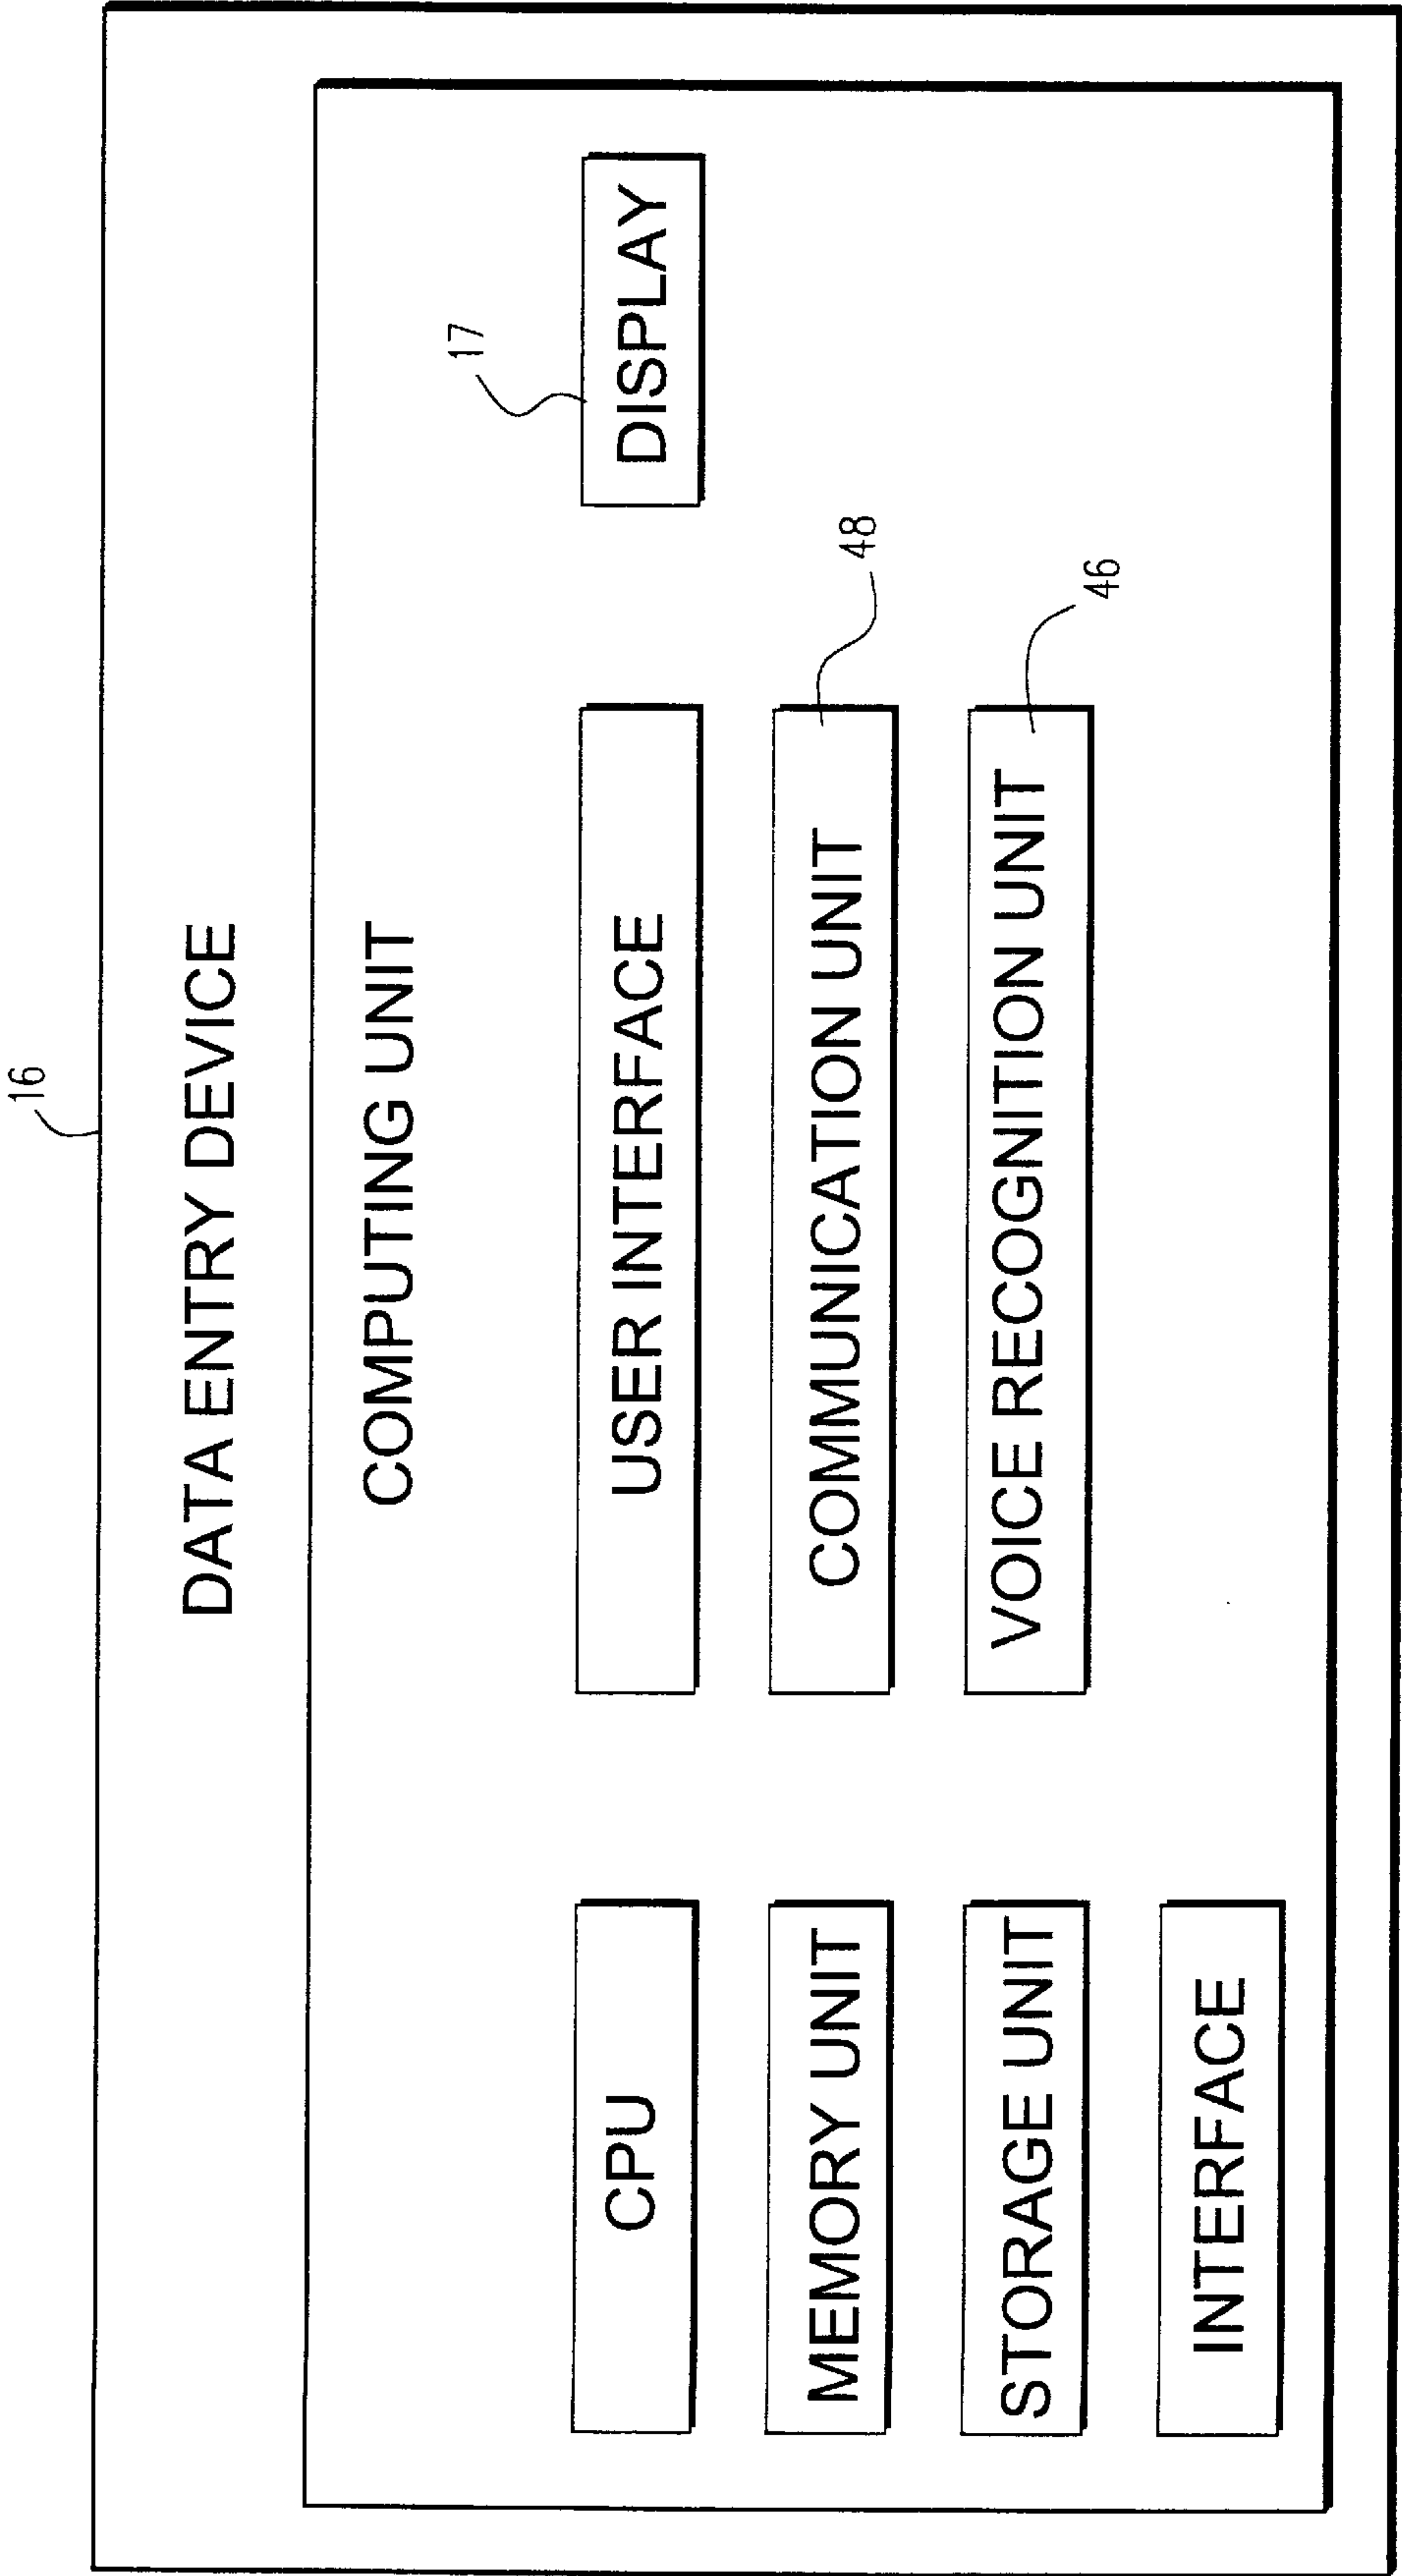 16
DATA ENTRY DEVICE
COMPUTING UNIT
17
CPU
USER INTERFACE
DISPLAY
48
MEMORY UNIT
COMMUNICATION UNIT
46
STORAGE UNIT
VOICE RECOGNITION UNIT
INTERFACE